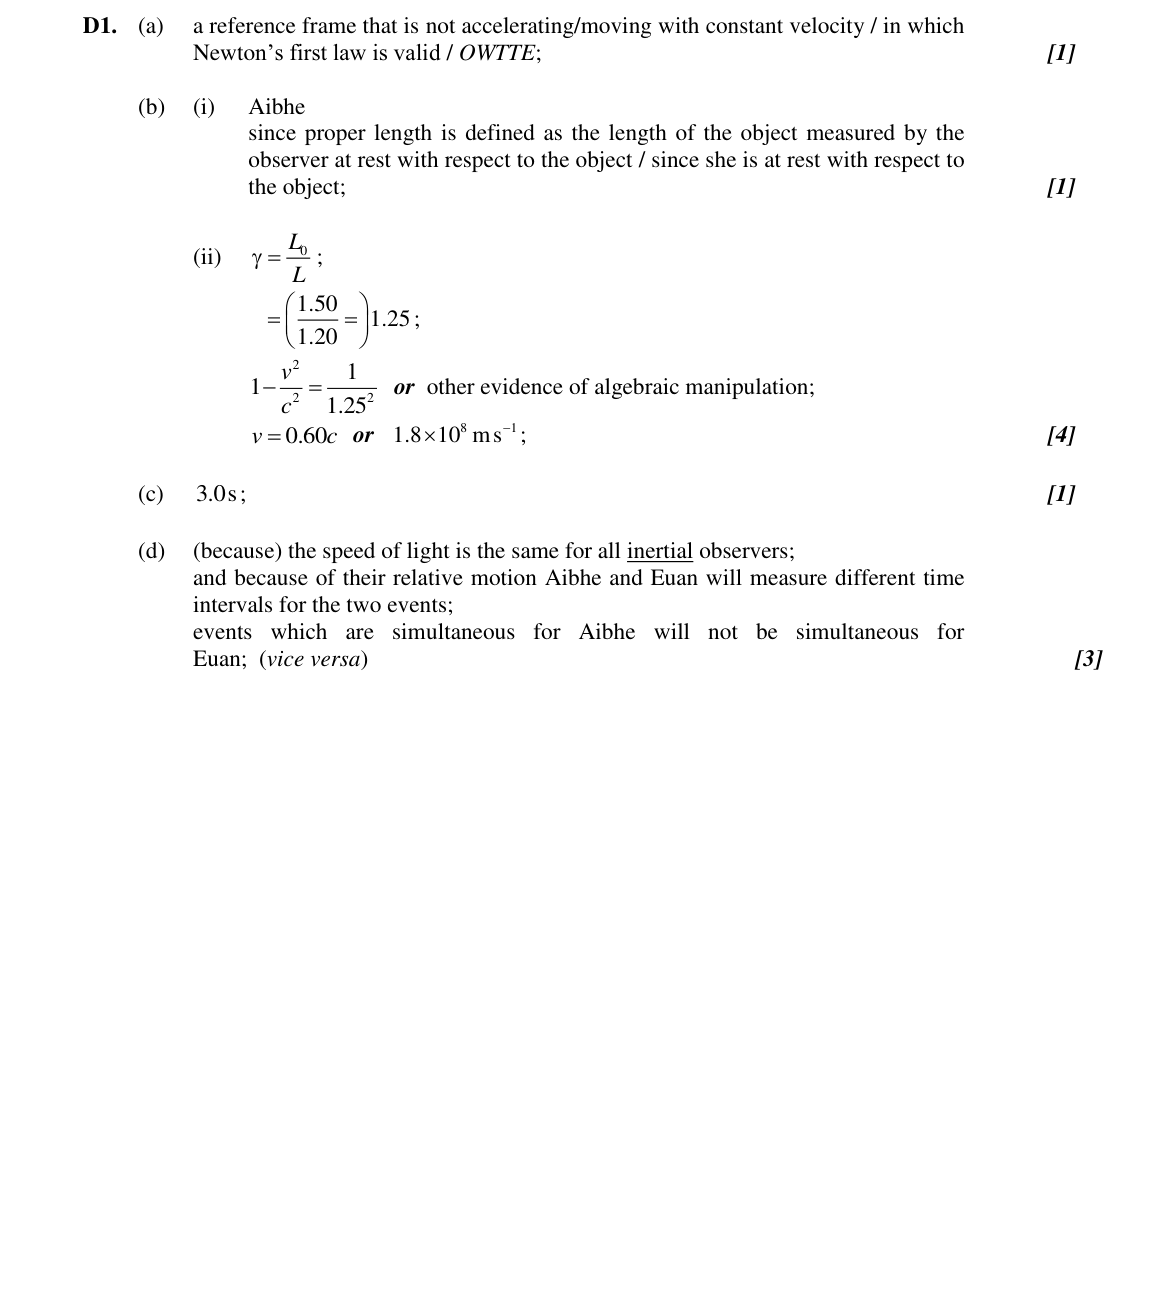 D1. (a) a reference frame that is not accelerating/moving with constant velocity / in which
Newton's first law is valid / OWTTE; [1]
(b) (i) Aibhe
since proper length is defined as the length of the object measured by the
observer at rest with respect to the object / since she is at rest with respect to
the object; [1]
(ii) γ = L₀/L ;
= (1.50/1.20 =) 1.25 ;
1 − v²/c² = 1/1.25² or other evidence of algebraic manipulation;
v = 0.60c or 1.8×10⁸ m s⁻¹ ; [4]
(c) 3.0s ; [1]
(d) (because) the speed of light is the same for all inertial observers;
and because of their relative motion Aibhe and Euan will measure different time
intervals for the two events;
events which are simultaneous for Aibhe will not be simultaneous for
Euan; (vice versa) [3]